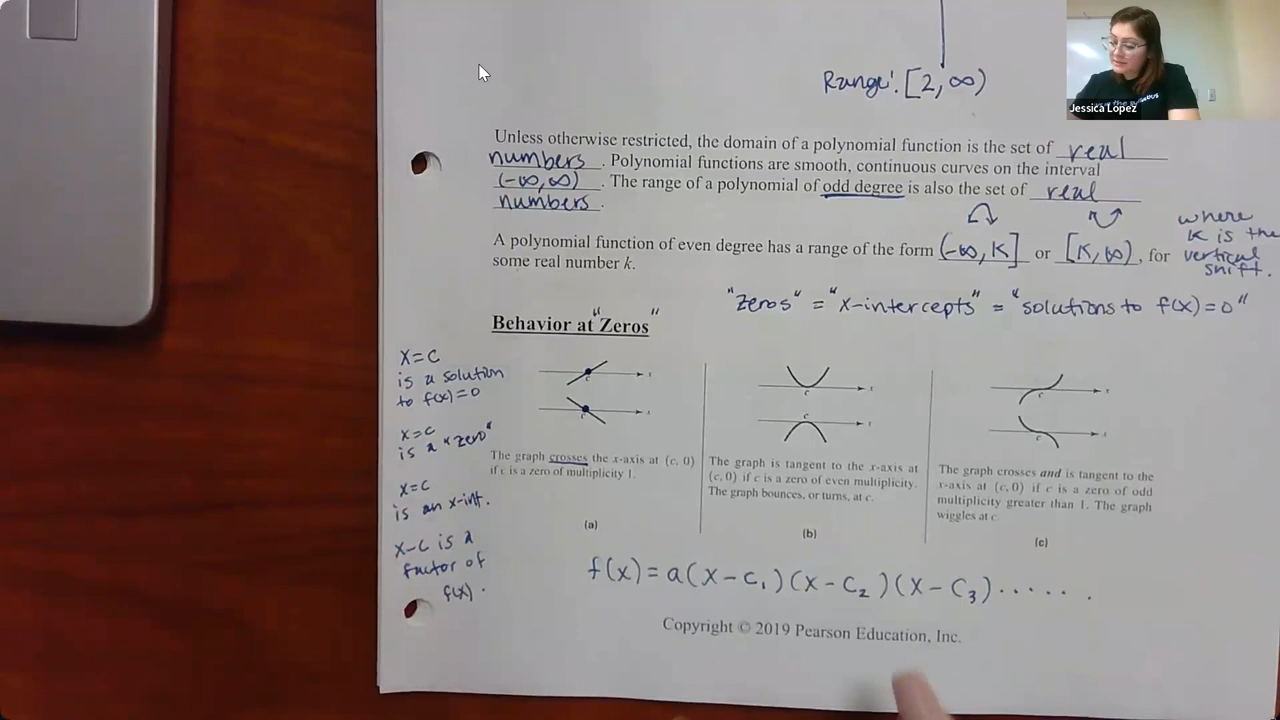 Range: [2, ∞)
Jessica Lopez
Unless otherwise restricted, the domain of a polynomial function is the set of real
numbers. Polynomial functions are smooth, continuous curves on the interval
(-∞,∞). The range of a polynomial of odd degree is also the set of real
numbers.
where
K is the
vertical
shift.
A polynomial function of even degree has a range of the form (-∞, K] or [K, ∞), for
some real number k.
"zeros" = "x-intercepts" = "solutions to f(x)=0"
Behavior at "Zeros"
x=c
is a solution
to f(x)=0
x=c
is a "zero"
x=c
is an x-int.
x-c is a
factor of
f(x).
c x
c x
The graph crosses the x-axis at (c, 0)
if c is a zero of multiplicity 1.
(a)
c x
c x
The graph is tangent to the x-axis at
(c, 0) if c is a zero of even multiplicity.
The graph bounces, or turns, at c.
(b)
c x
c x
The graph crosses and is tangent to the
x-axis at (c, 0) if c is a zero of odd
multiplicity greater than 1. The graph
wiggles at c.
(c)
f(x) = a(x-c₁)(x-c₂)(x-c₃)......
Copyright © 2019 Pearson Education, Inc.